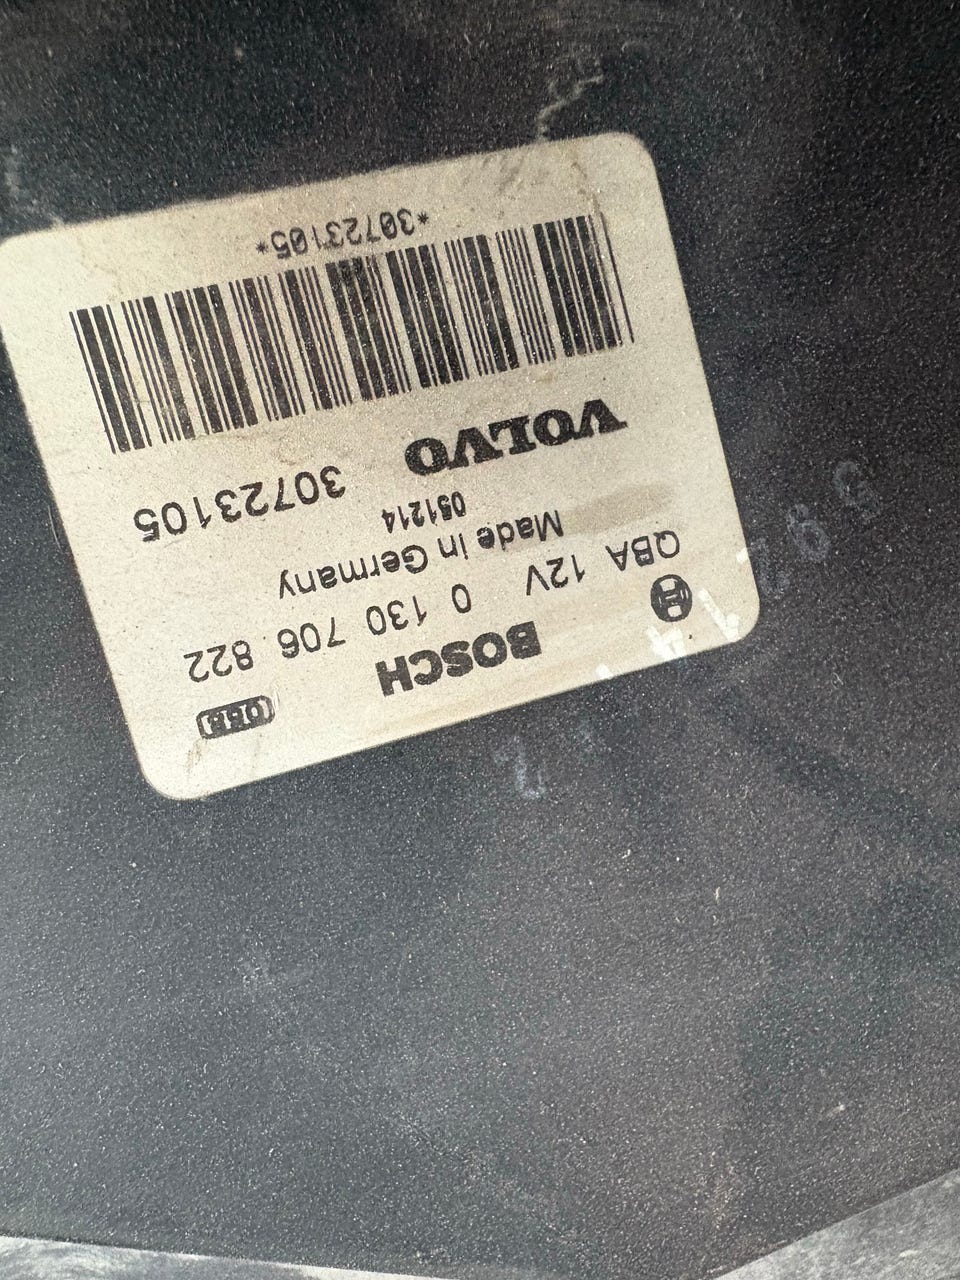 BOSCH
QBA 12V 0 130 706 822
Made in Germany
051214
VOLVO 30723105
*30723105*